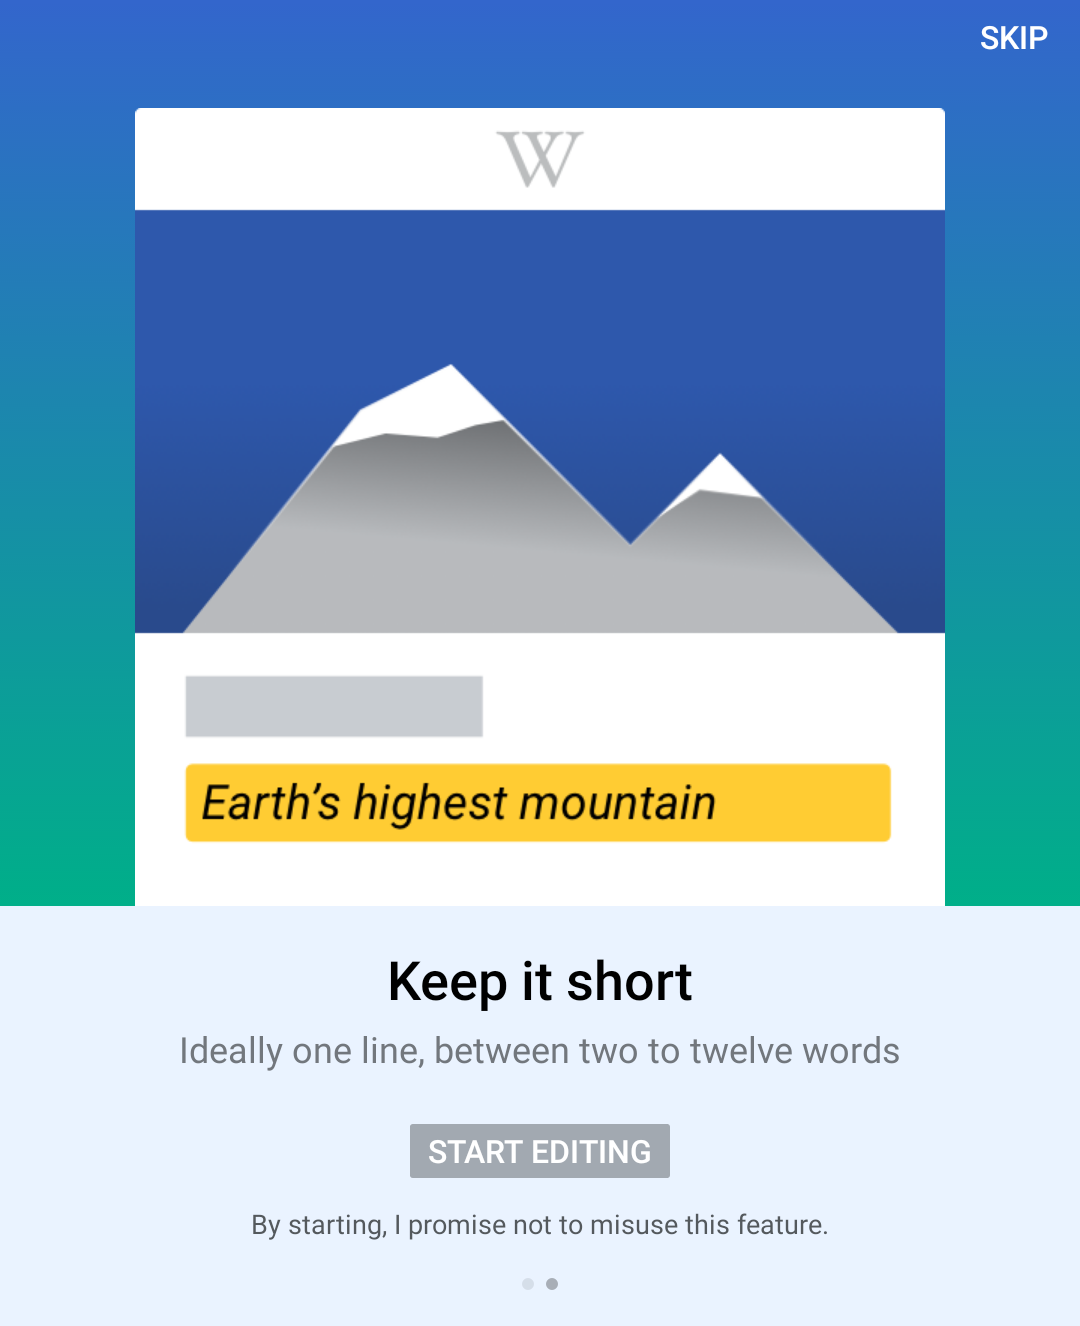 SKIP
W
Earth’s highest mountain
Keep it short
Ideally one line, between two to twelve words
START EDITING
By starting, I promise not to misuse this feature.